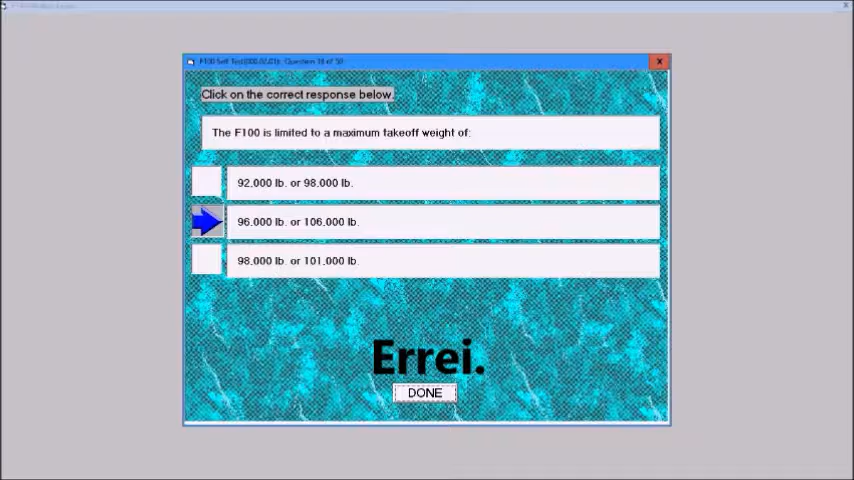 Click on the correct response below.
The F100 is limited to a maximum takeoff weight of:
92,000 lb. or 98,000 lb.
96,000 lb. or 106,000 lb.
98,000 lb. or 101,000 lb.
Errei.
DONE